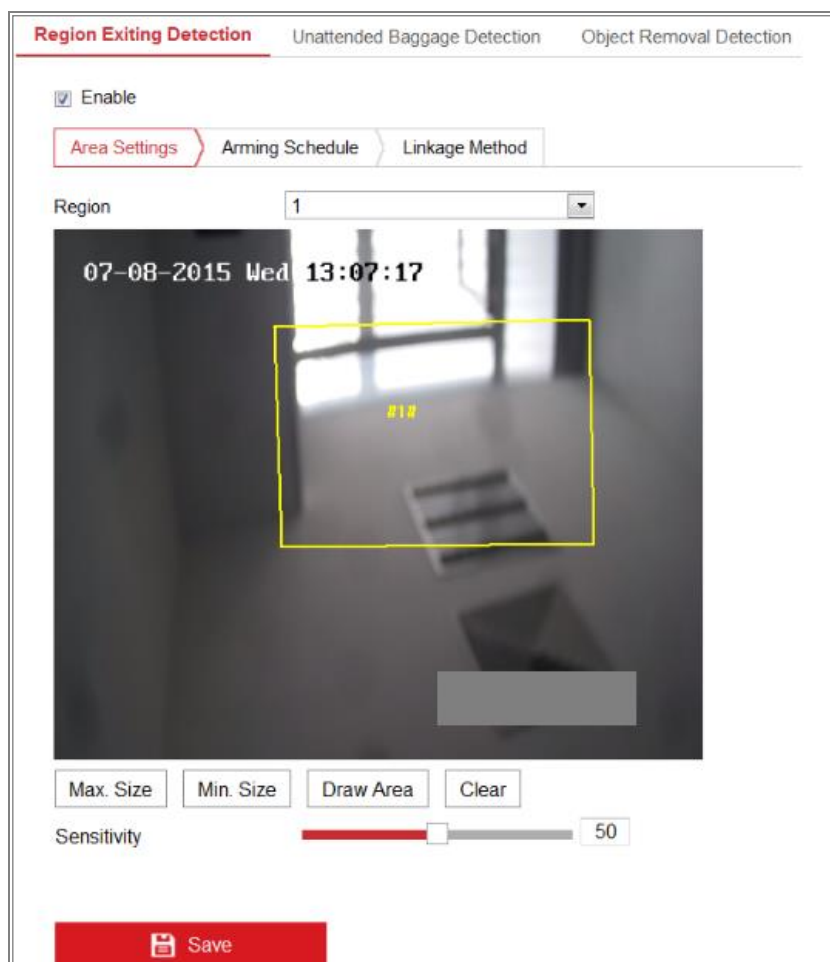 Region Exiting Detection Unattended Baggage Detection Object Removal Detection
Enable
Area Settings Arming Schedule Linkage Method
Region 1
07-08-2015 Wed 13:07:17
#1#
Max. Size Min. Size Draw Area Clear
Sensitivity 50
Save